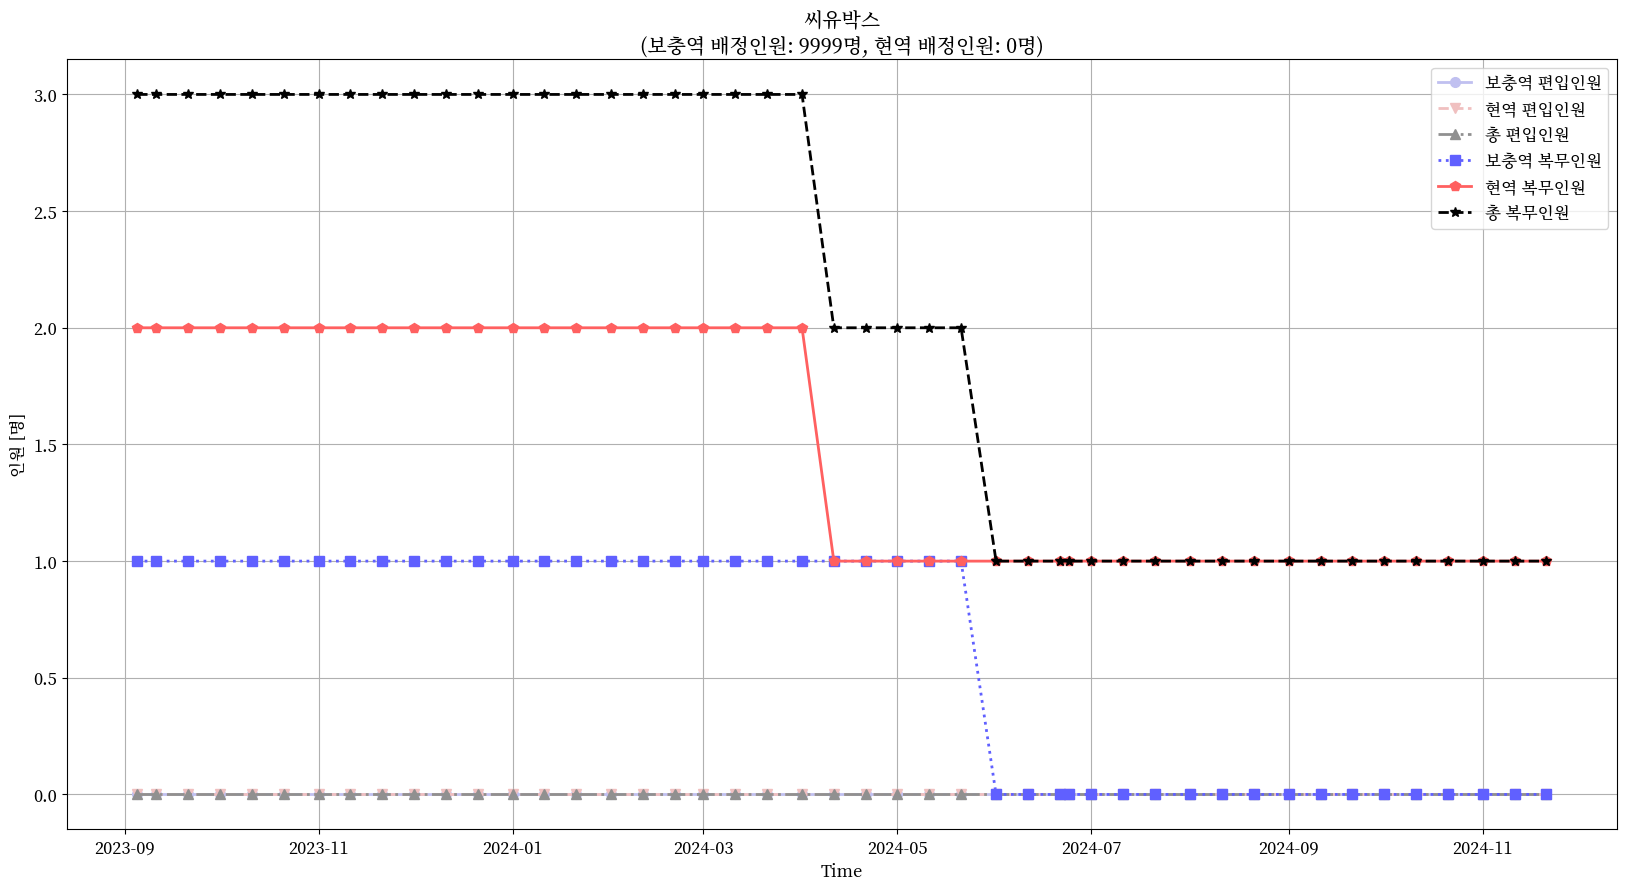 씨유박스
(보충역 배정인원: 9999명, 현역 배정인원: 0명)
보충역 편입인원
현역 편입인원
총 편입인원
보충역 복무인원
현역 복무인원
총 복무인원
인원 [명]
3.0
2.5
2.0
1.5
1.0
0.5
0.0
2023-09
2023-11
2024-01
2024-03
2024-05
2024-07
2024-09
2024-11
Time